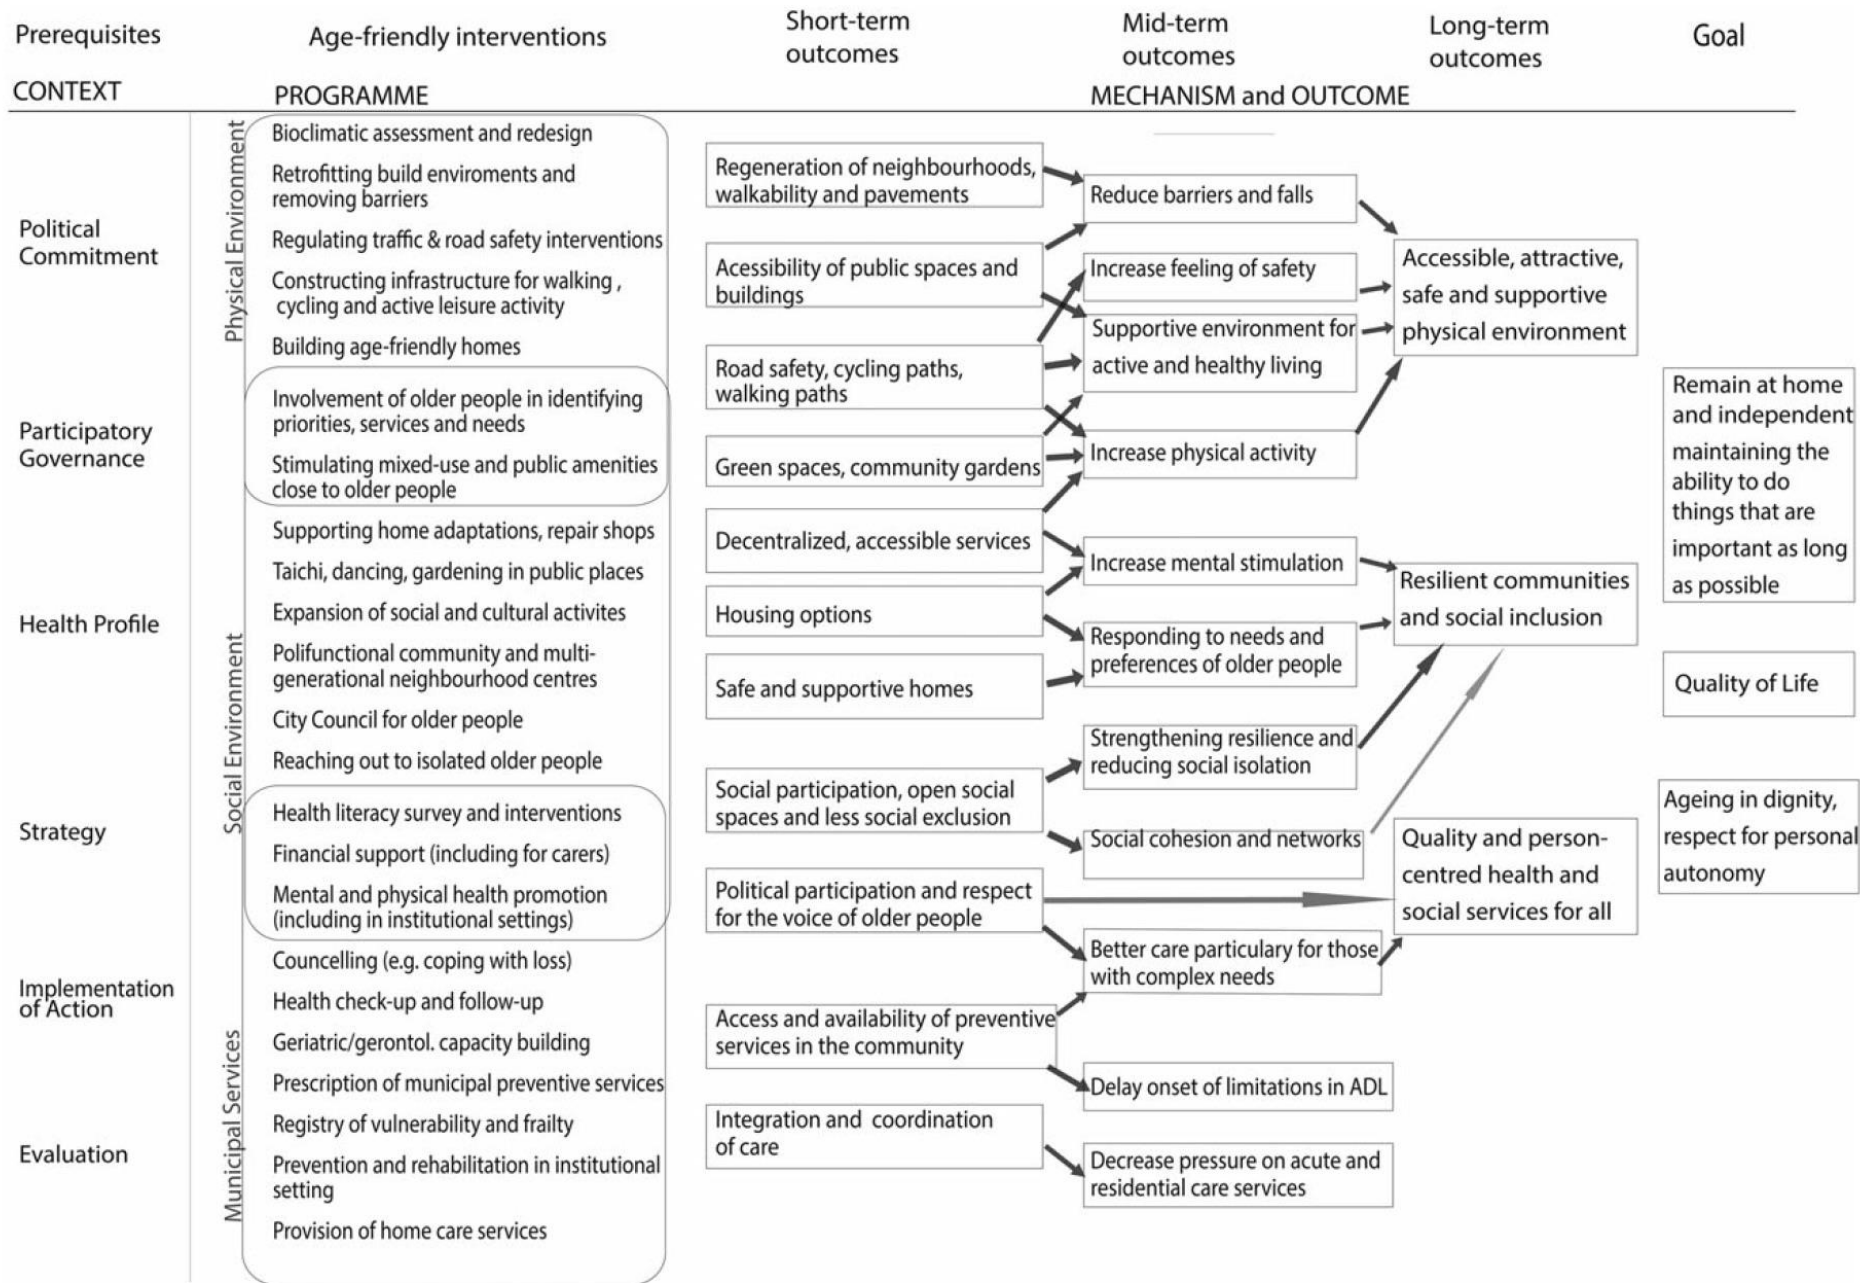 Prerequisites
Age-friendly interventions
Short-term
outcomes
Mid-term
outcomes
Long-term
outcomes
Goal
CONTEXT
PROGRAMME
MECHANISM and OUTCOME
Political
Commitment
Participatory
Governance
Health Profile
Strategy
Implementation
of Action
Evaluation
Physical Environment
Social Environment
Municipal Services
Bioclimatic assessment and redesign
Retrofitting build enviroments and
removing barriers
Regulating traffic & road safety interventions
Constructing infrastructure for walking ,
cycling and active leisure activity
Building age-friendly homes
Involvement of older people in identifying
priorities, services and needs
Stimulating mixed-use and public amenities
close to older people
Supporting home adaptations, repair shops
Taichi, dancing, gardening in public places
Expansion of social and cultural activites
Polifunctional community and multi-
generational neighbourhood centres
City Council for older people
Reaching out to isolated older people
Health literacy survey and interventions
Financial support (including for carers)
Mental and physical health promotion
(including in institutional settings)
Councelling (e.g. coping with loss)
Health check-up and follow-up
Geriatric/gerontol. capacity building
Prescription of municipal preventive services
Registry of vulnerability and frailty
Prevention and rehabilitation in institutional
setting
Provision of home care services
Regeneration of neighbourhoods,
walkability and pavements
Acessibility of public spaces and
buildings
Road safety, cycling paths,
walking paths
Green spaces, community gardens
Decentralized, accessible services
Housing options
Safe and supportive homes
Social participation, open social
spaces and less social exclusion
Political participation and respect
for the voice of older people
Access and availability of preventive
services in the community
Integration and coordination
of care
Reduce barriers and falls
Increase feeling of safety
Supportive environment for
active and healthy living
Increase physical activity
Increase mental stimulation
Responding to needs and
preferences of older people
Strengthening resilience and
reducing social isolation
Social cohesion and networks
Better care particulary for those
with complex needs
Delay onset of limitations in ADL
Decrease pressure on acute and
residential care services
Accessible, attractive,
safe and supportive
physical environment
Resilient communities
and social inclusion
Quality and person-
centred health and
social services for all
Remain at home
and independent
maintaining the
ability to do
things that are
important as long
as possible
Quality of Life
Ageing in dignity,
respect for personal
autonomy